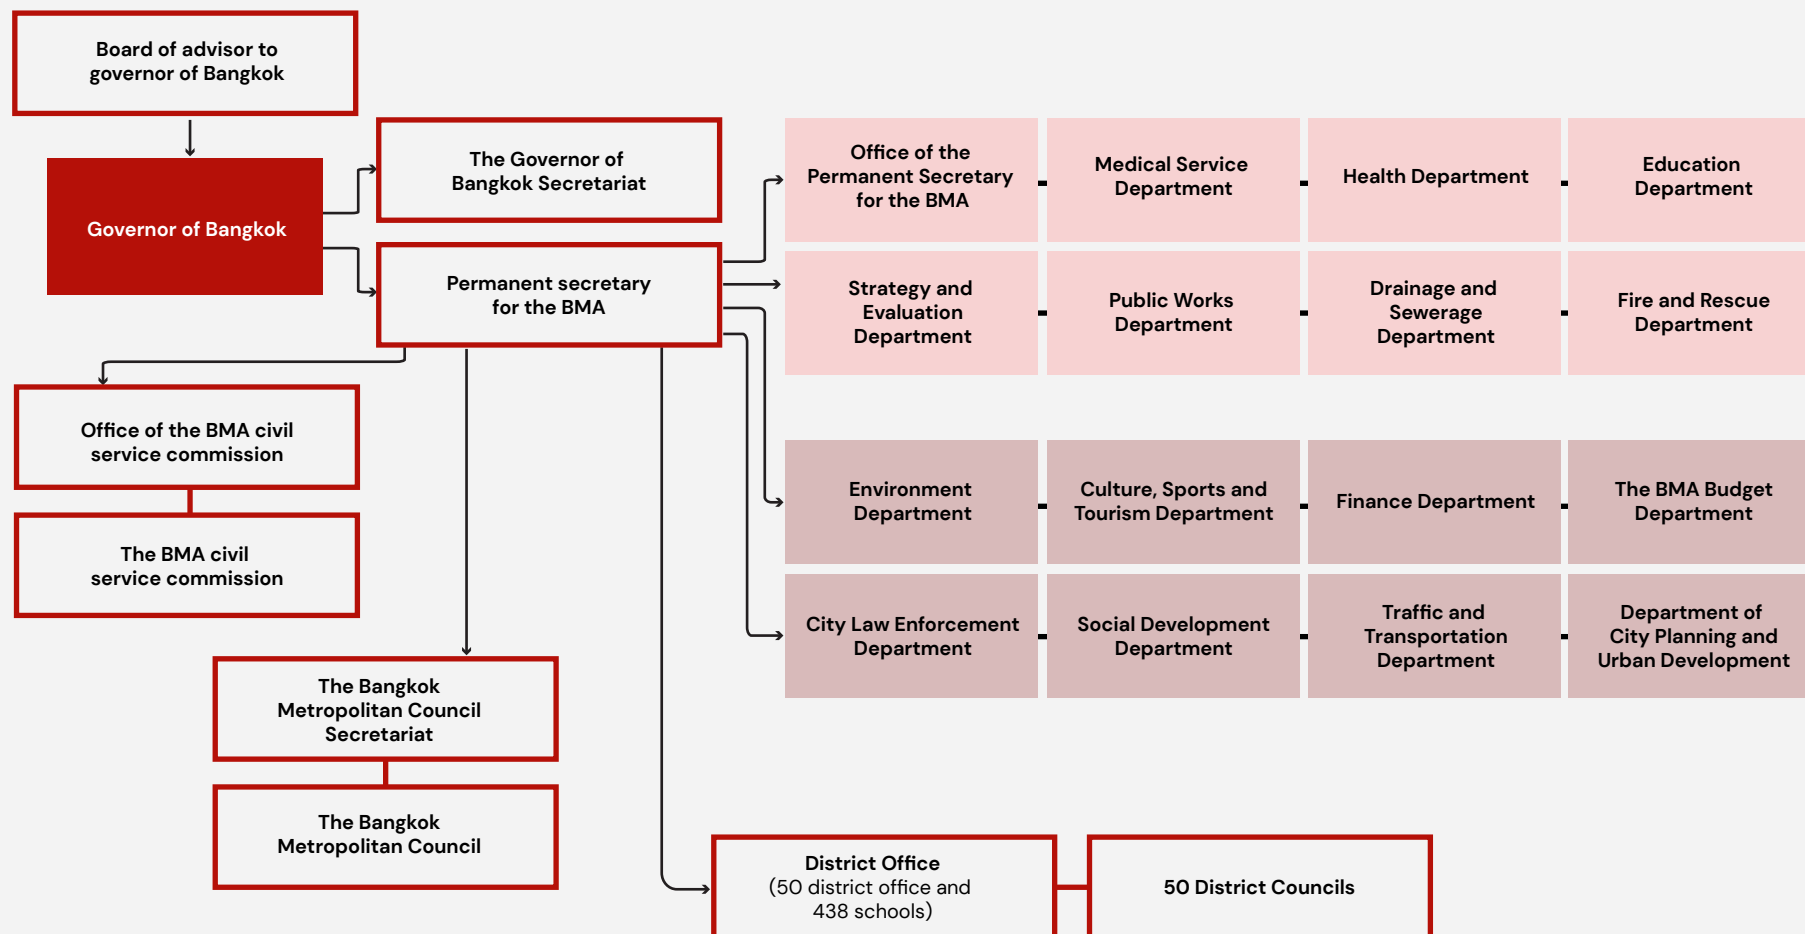 Board of advisor to
governor of Bangkok
Governor of Bangkok
The Governor of
Bangkok Secretariat
Permanent secretary
for the BMA
Office of the
Permanent Secretary
for the BMA
Medical Service
Department
Health Department
Education
Department
Strategy and
Evaluation
Department
Public Works
Department
Drainage and
Sewerage
Department
Fire and Rescue
Department
Office of the BMA civil
service commission
The BMA civil
service commission
Environment
Department
Culture, Sports and
Tourism Department
Finance Department
The BMA Budget
Department
City Law Enforcement
Department
Social Development
Department
Traffic and
Transportation
Department
Department of
City Planning and
Urban Development
The Bangkok
Metropolitan Council
Secretariat
The Bangkok
Metropolitan Council
District Office
(50 district office and
438 schools)
50 District Councils